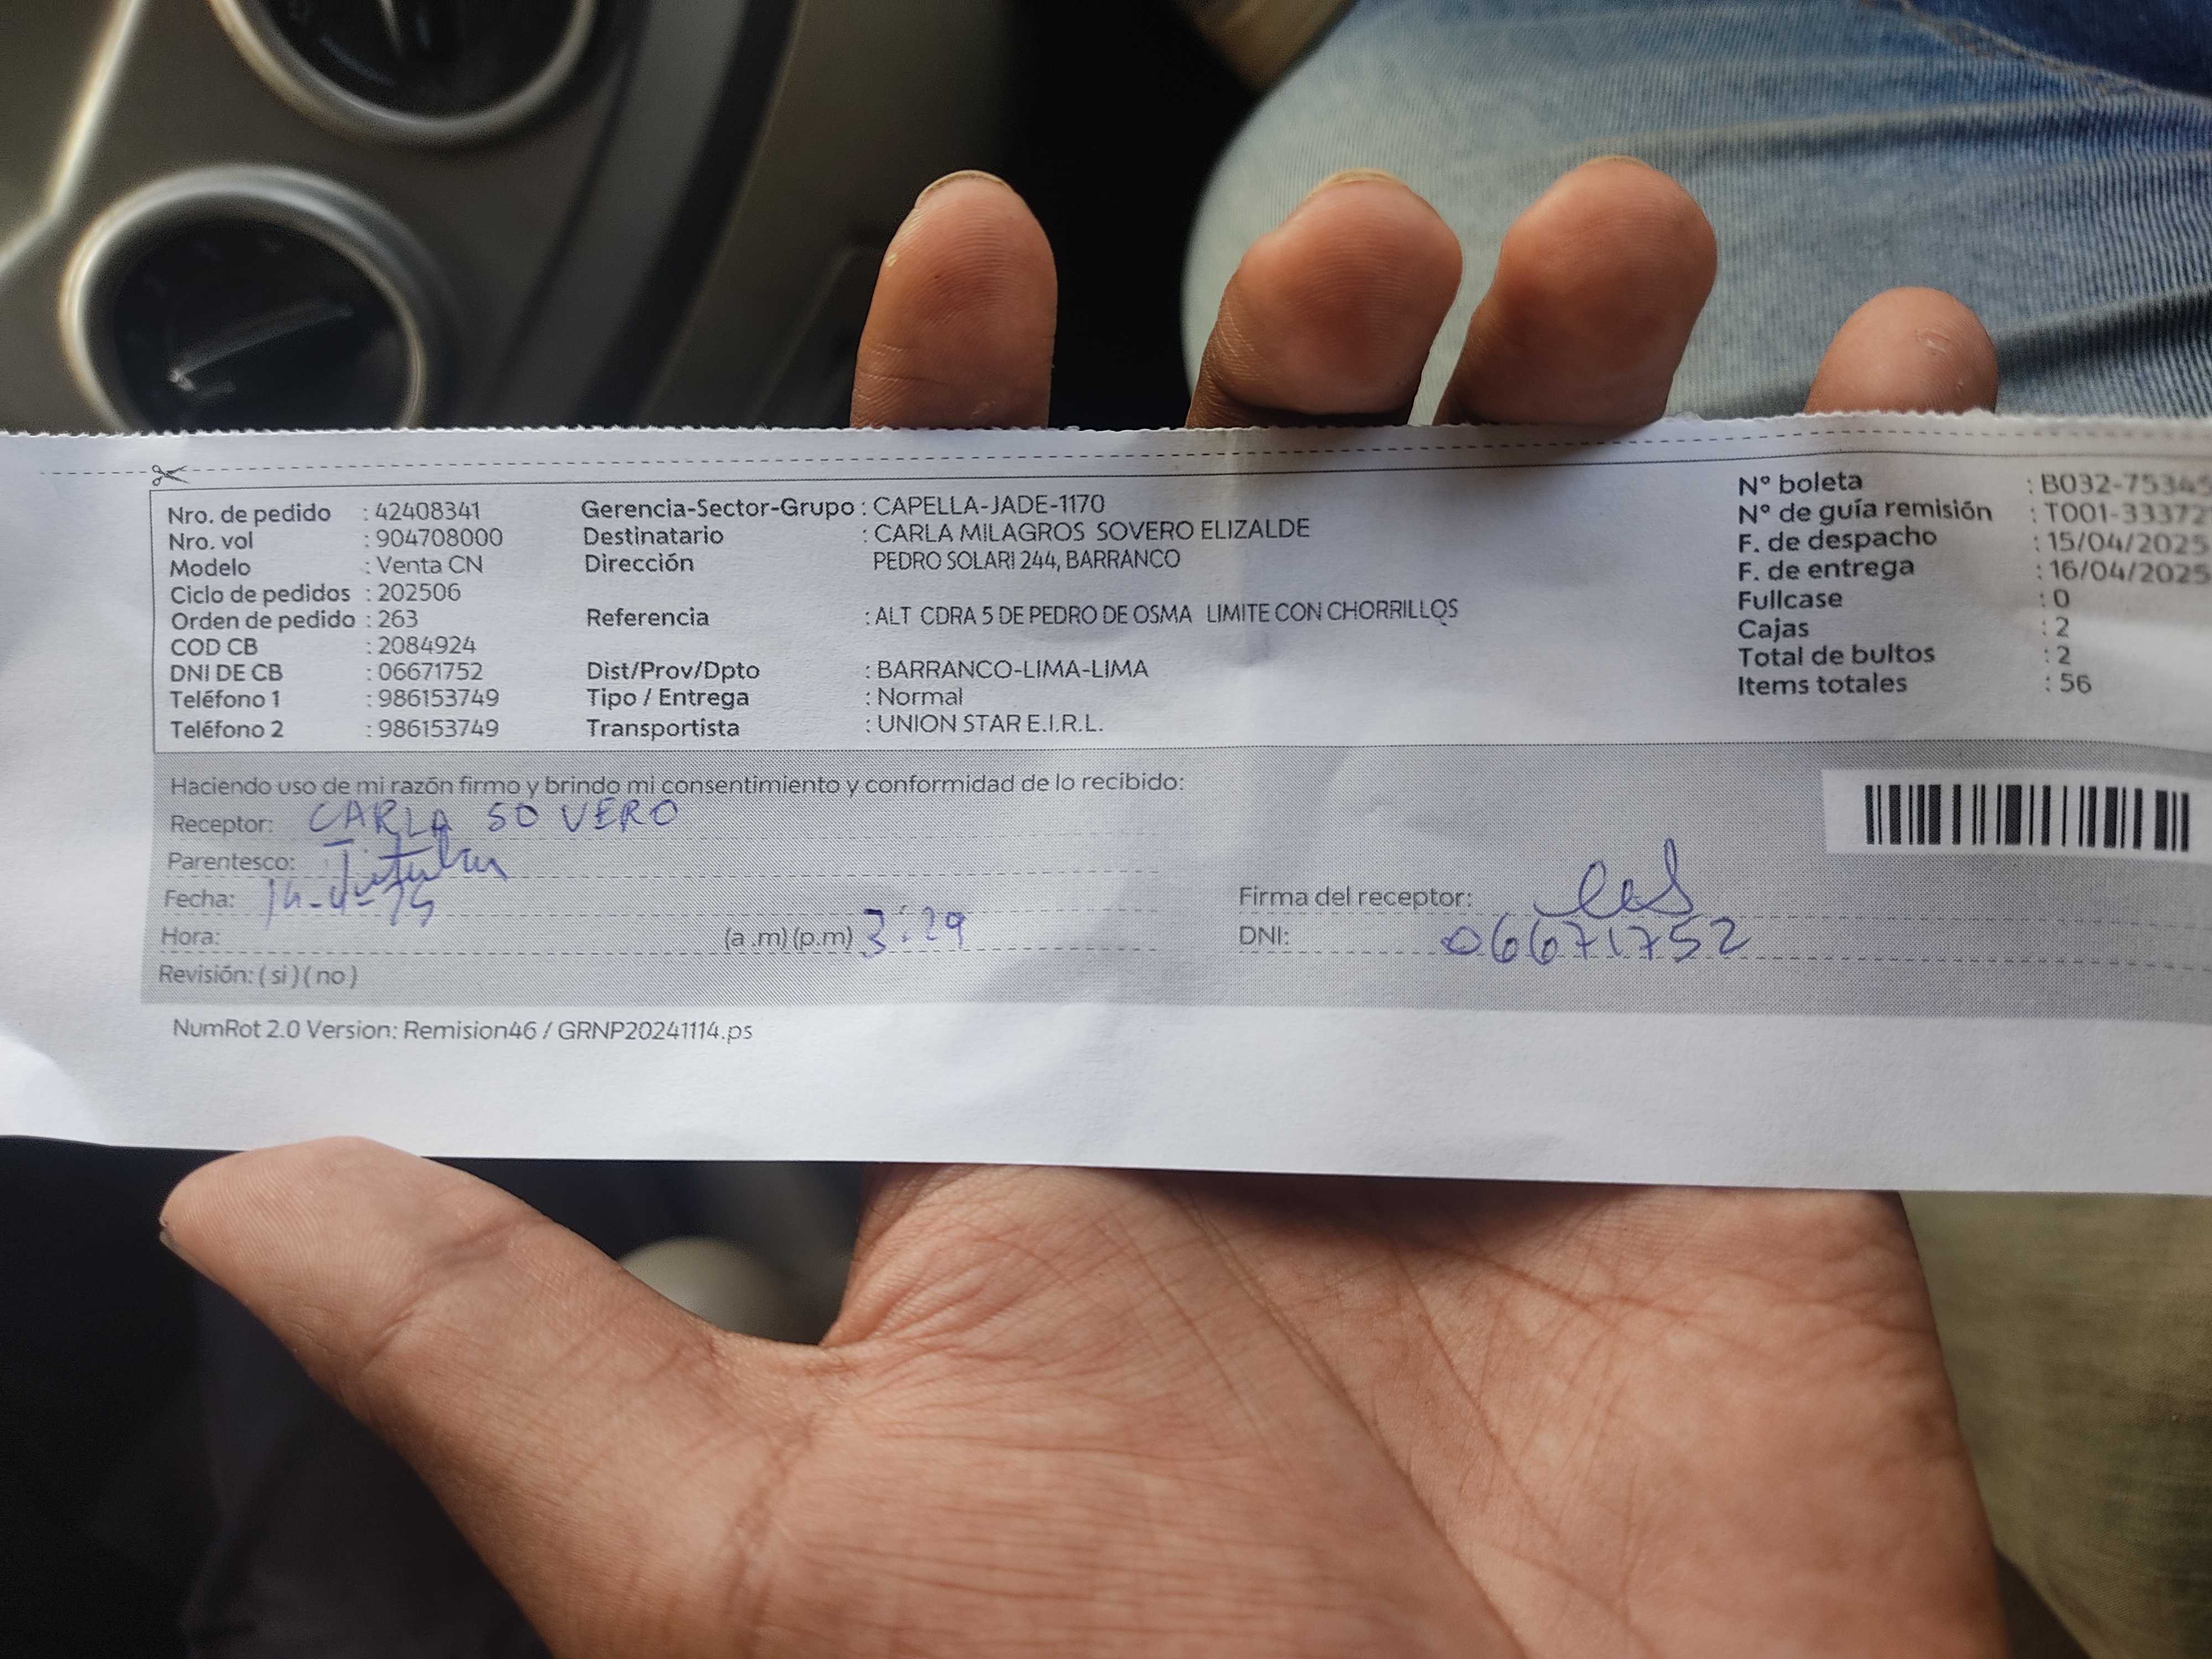 Nro. de pedido : 42408341
Nro. vol : 904708000
Modelo : Venta CN
Ciclo de pedidos : 202506
Orden de pedido : 263
COD CB : 2084924
DNI DE CB : 06671752
Teléfono 1 : 986153749
Teléfono 2 : 986153749
Gerencia-Sector-Grupo : CAPELLA-JADE-1170
Destinatario : CARLA MILAGROS SOVERO ELIZALDE
Dirección PEDRO SOLARI 244, BARRANCO
Referencia : ALT CDRA 5 DE PEDRO DE OSMA LIMITE CON CHORRILLOS
Dist/Prov/Dpto : BARRANCO-LIMA-LIMA
Tipo / Entrega : Normal
Transportista : UNION STAR E.I.R.L.
N° boleta : B032-75345
N° de guía remisión : T001-33372
F. de despacho : 15/04/2025
F. de entrega : 16/04/2025
Fullcase : 0
Cajas : 2
Total de bultos : 2
Items totales : 56
Haciendo uso de mi razón firmo y brindo mi consentimiento y conformidad de lo recibido:
Receptor: CARLA SOVERO
Parentesco: Titular
Fecha:
Hora: (a .m) (p.m) 3:29
Revisión: ( si ) ( no )
Firma del receptor:
DNI: 06671752
NumRot 2.0 Version: Remision46 / GRNP20241114.ps